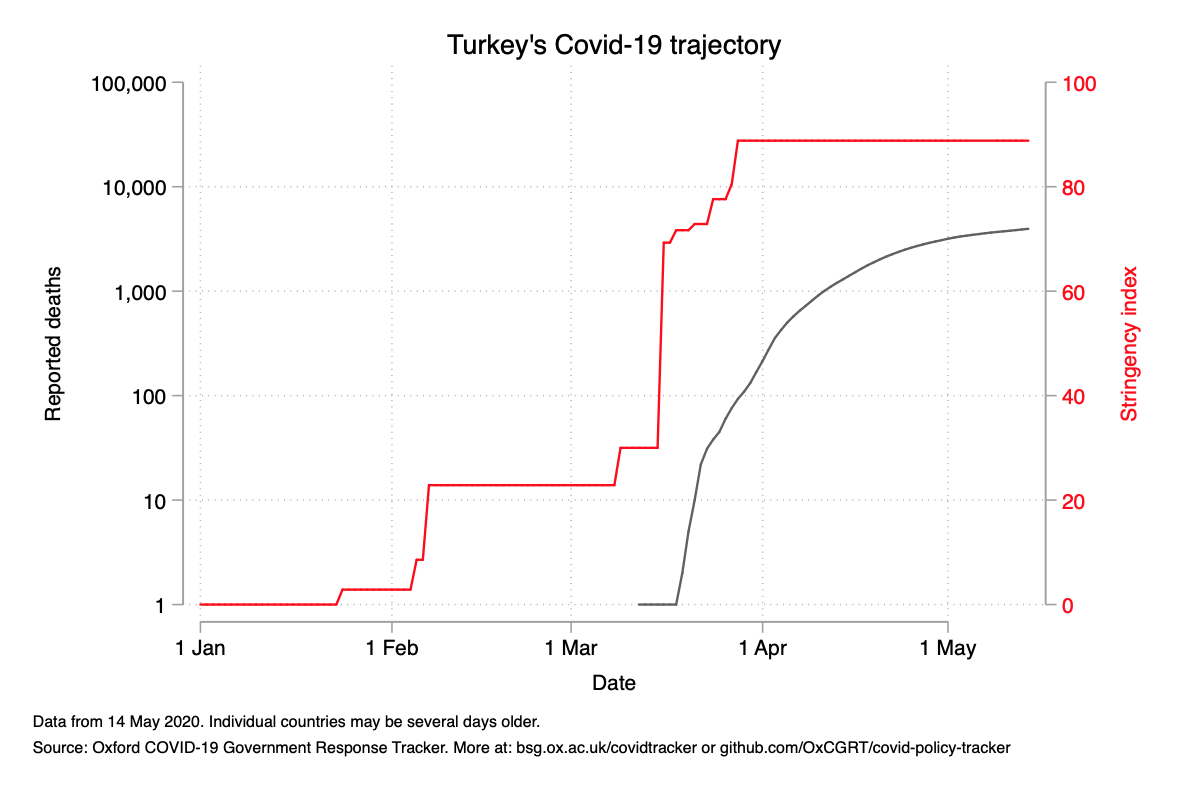 Turkey's Covid-19 trajectory
100,000
10,000
1,000
100
10
1
Reported deaths
100
80
60
40
20
0
Stringency index
1 Jan
1 Feb
1 Mar
1 Apr
1 May
Date
Data from 14 May 2020. Individual countries may be several days older.
Source: Oxford COVID-19 Government Response Tracker. More at: bsg.ox.ac.uk/covidtracker or github.com/OxCGRT/covid-policy-tracker